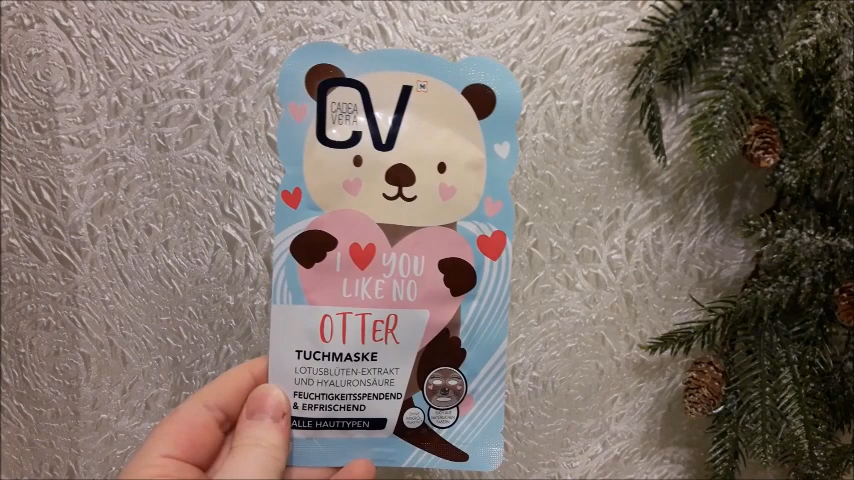 CV
CADEA
VERA
I YOU
LIKE NO
OTTER
TUCHMASKE
LOTUSBLÜTEN-EXTRAKT
UND HYALURONSÄURE
FEUCHTIGKEITSSPENDEND
& ERFRISCHEND
ALLE HAUTTYPEN